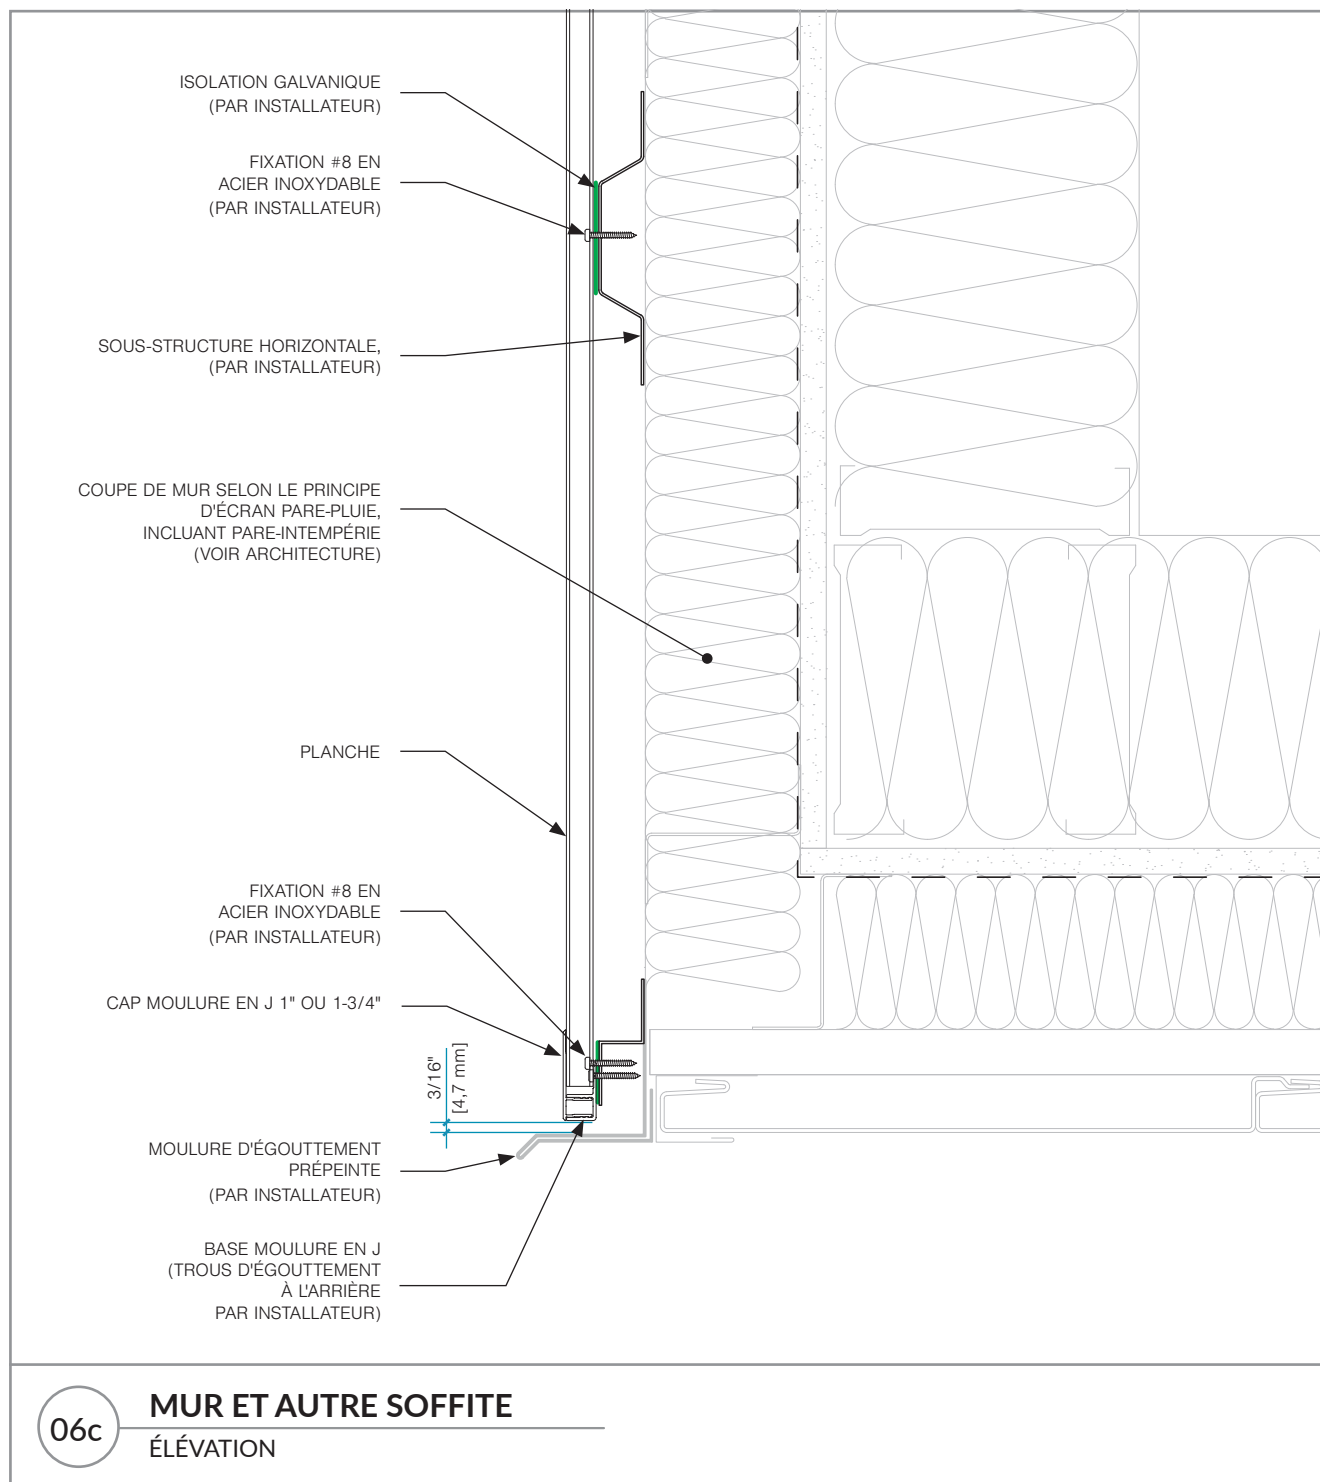 ISOLATION GALVANIQUE
(PAR INSTALLATEUR)
FIXATION #8 EN
ACIER INOXYDABLE
(PAR INSTALLATEUR)
SOUS-STRUCTURE HORIZONTALE,
(PAR INSTALLATEUR)
COUPE DE MUR SELON LE PRINCIPE
D'ÉCRAN PARE-PLUIE,
INCLUANT PARE-INTEMPÉRIE
(VOIR ARCHITECTURE)
PLANCHE
FIXATION #8 EN
ACIER INOXYDABLE
(PAR INSTALLATEUR)
CAP MOULURE EN J 1" OU 1-3/4"
3/16"
[4,7 mm]
MOULURE D'ÉGOUTTEMENT
PRÉPEINTE
(PAR INSTALLATEUR)
BASE MOULURE EN J
(TROUS D'ÉGOUTTEMENT
À L'ARRIÈRE
PAR INSTALLATEUR)
06c
MUR ET AUTRE SOFFITE
ÉLÉVATION